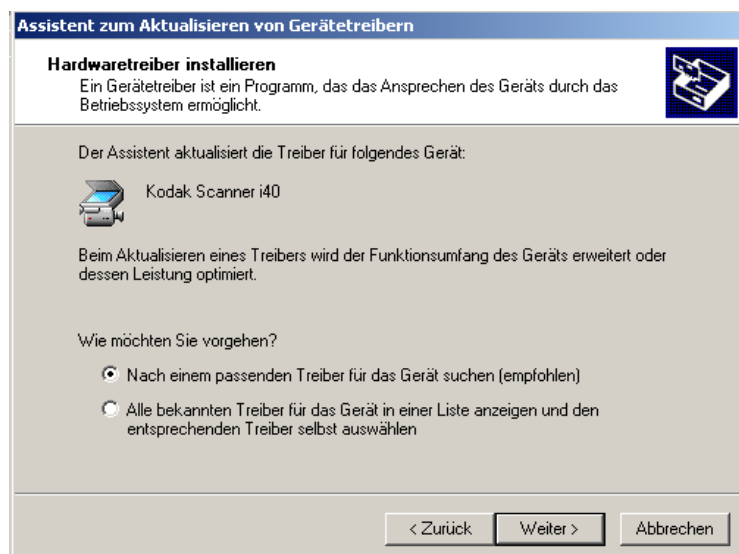 Assistent zum Aktualisieren von Gerätetreibern
Hardwaretreiber installieren
Ein Gerätetreiber ist ein Programm, das das Ansprechen des Geräts durch das
Betriebssystem ermöglicht.
Der Assistent aktualisiert die Treiber für folgendes Gerät:
Kodak Scanner i40
Beim Aktualisieren eines Treibers wird der Funktionsumfang des Geräts erweitert oder
dessen Leistung optimiert.
Wie möchten Sie vorgehen?
Nach einem passenden Treiber für das Gerät suchen (empfohlen)
Alle bekannten Treiber für das Gerät in einer Liste anzeigen und den
entsprechenden Treiber selbst auswählen
< Zurück Weiter > Abbrechen